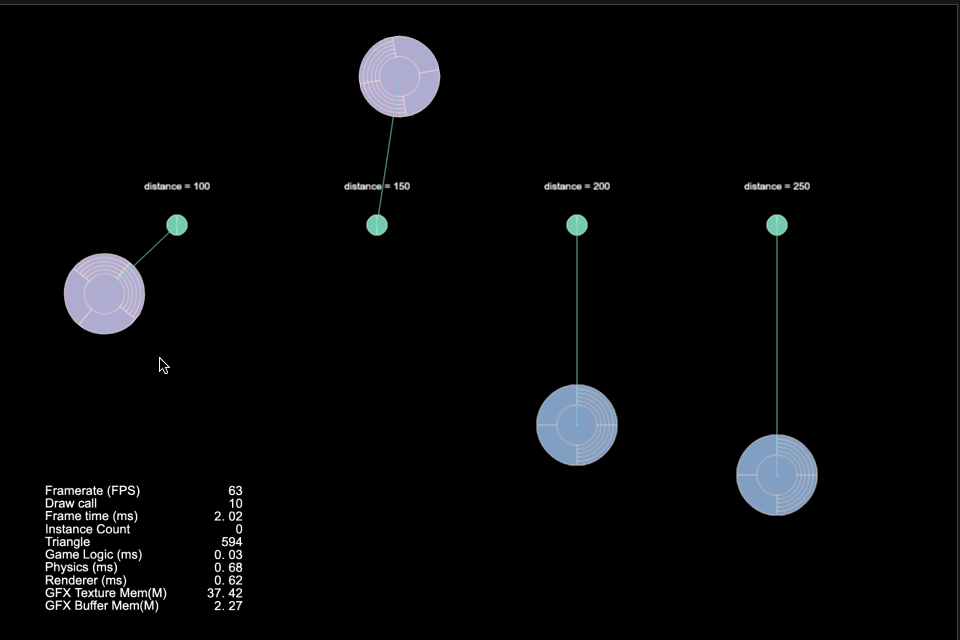 distance = 100
distance = 150
distance = 200
distance = 250
Framerate (FPS) 63
Draw call 10
Frame time (ms) 2. 02
Instance Count 0
Triangle 594
Game Logic (ms) 0. 03
Physics (ms) 0. 68
Renderer (ms) 0. 62
GFX Texture Mem(M) 37. 42
GFX Buffer Mem(M) 2. 27